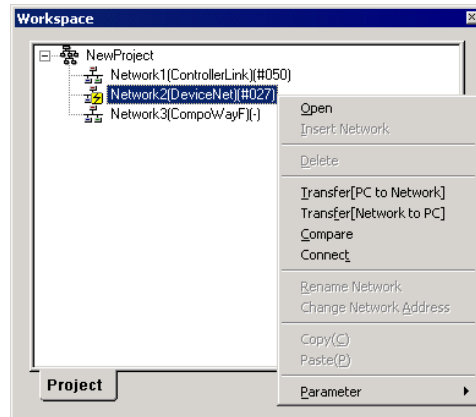 Workspace
NewProject
Network1(ControllerLink)(#050)
Network2(DeviceNet)(#027)
Network3(CompoWayF)(-)
Open
Insert Network
Delete
Transfer[PC to Network]
Transfer[Network to PC]
Compare
Connect
Rename Network
Change Network Address
Copy(C)
Paste(P)
Parameter
Project